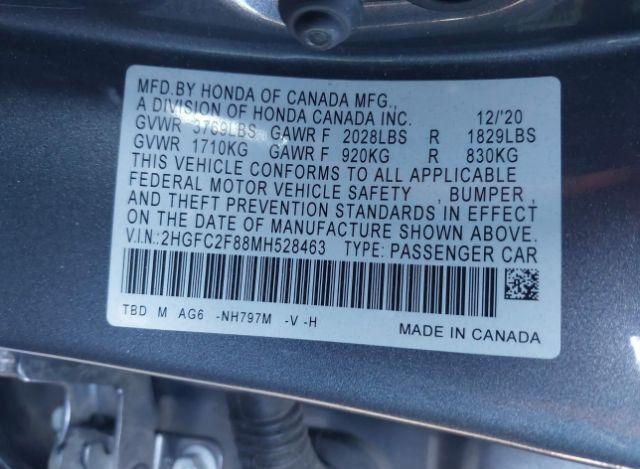 MFD.BY HONDA OF CANADA MFG.,
A DIVISION OF HONDA CANADA INC. 12/'20
GVWR 3769LBS GAWR F 2028LBS R 1829LBS
GVWR 1710KG GAWR F 920KG R 830KG
THIS VEHICLE CONFORMS TO ALL APPLICABLE
FEDERAL MOTOR VEHICLE SAFETY , BUMPER ,
AND THEFT PREVENTION STANDARDS IN EFFECT
ON THE DATE OF MANUFACTURE SHOWN ABOVE.
V.I.N.:2HGFC2F88MH528463 TYPE: PASSENGER CAR
TBD M AG6 -NH797M -V -H
MADE IN CANADA